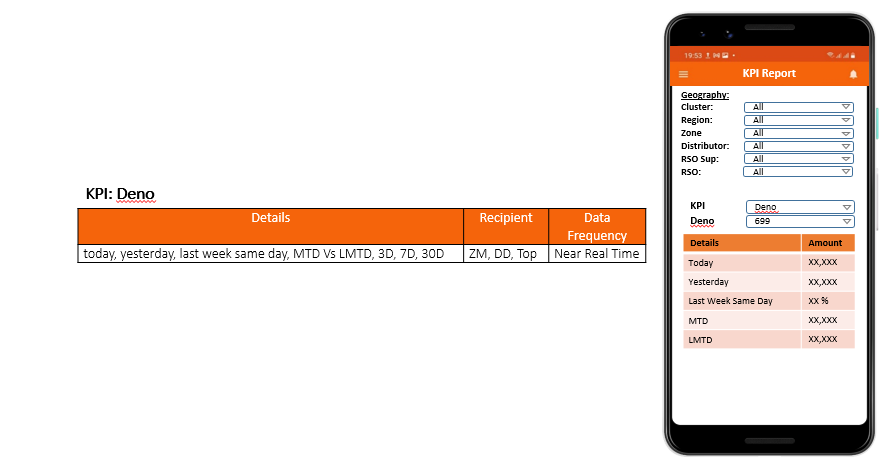 KPI: Deno
Details Recipient Data Frequency
today, yesterday, last week same day, MTD Vs LMTD, 3D, 7D, 30D ZM, DD, Top Near Real Time
19:53
KPI Report
Geography:
Cluster: All
Region: All
Zone All
Distributor: All
RSO Sup: All
RSO: All
KPI Deno
Deno 699
Details Amount
Today XX,XXX
Yesterday XX,XXX
Last Week Same Day XX %
MTD XX,XXX
LMTD XX,XXX